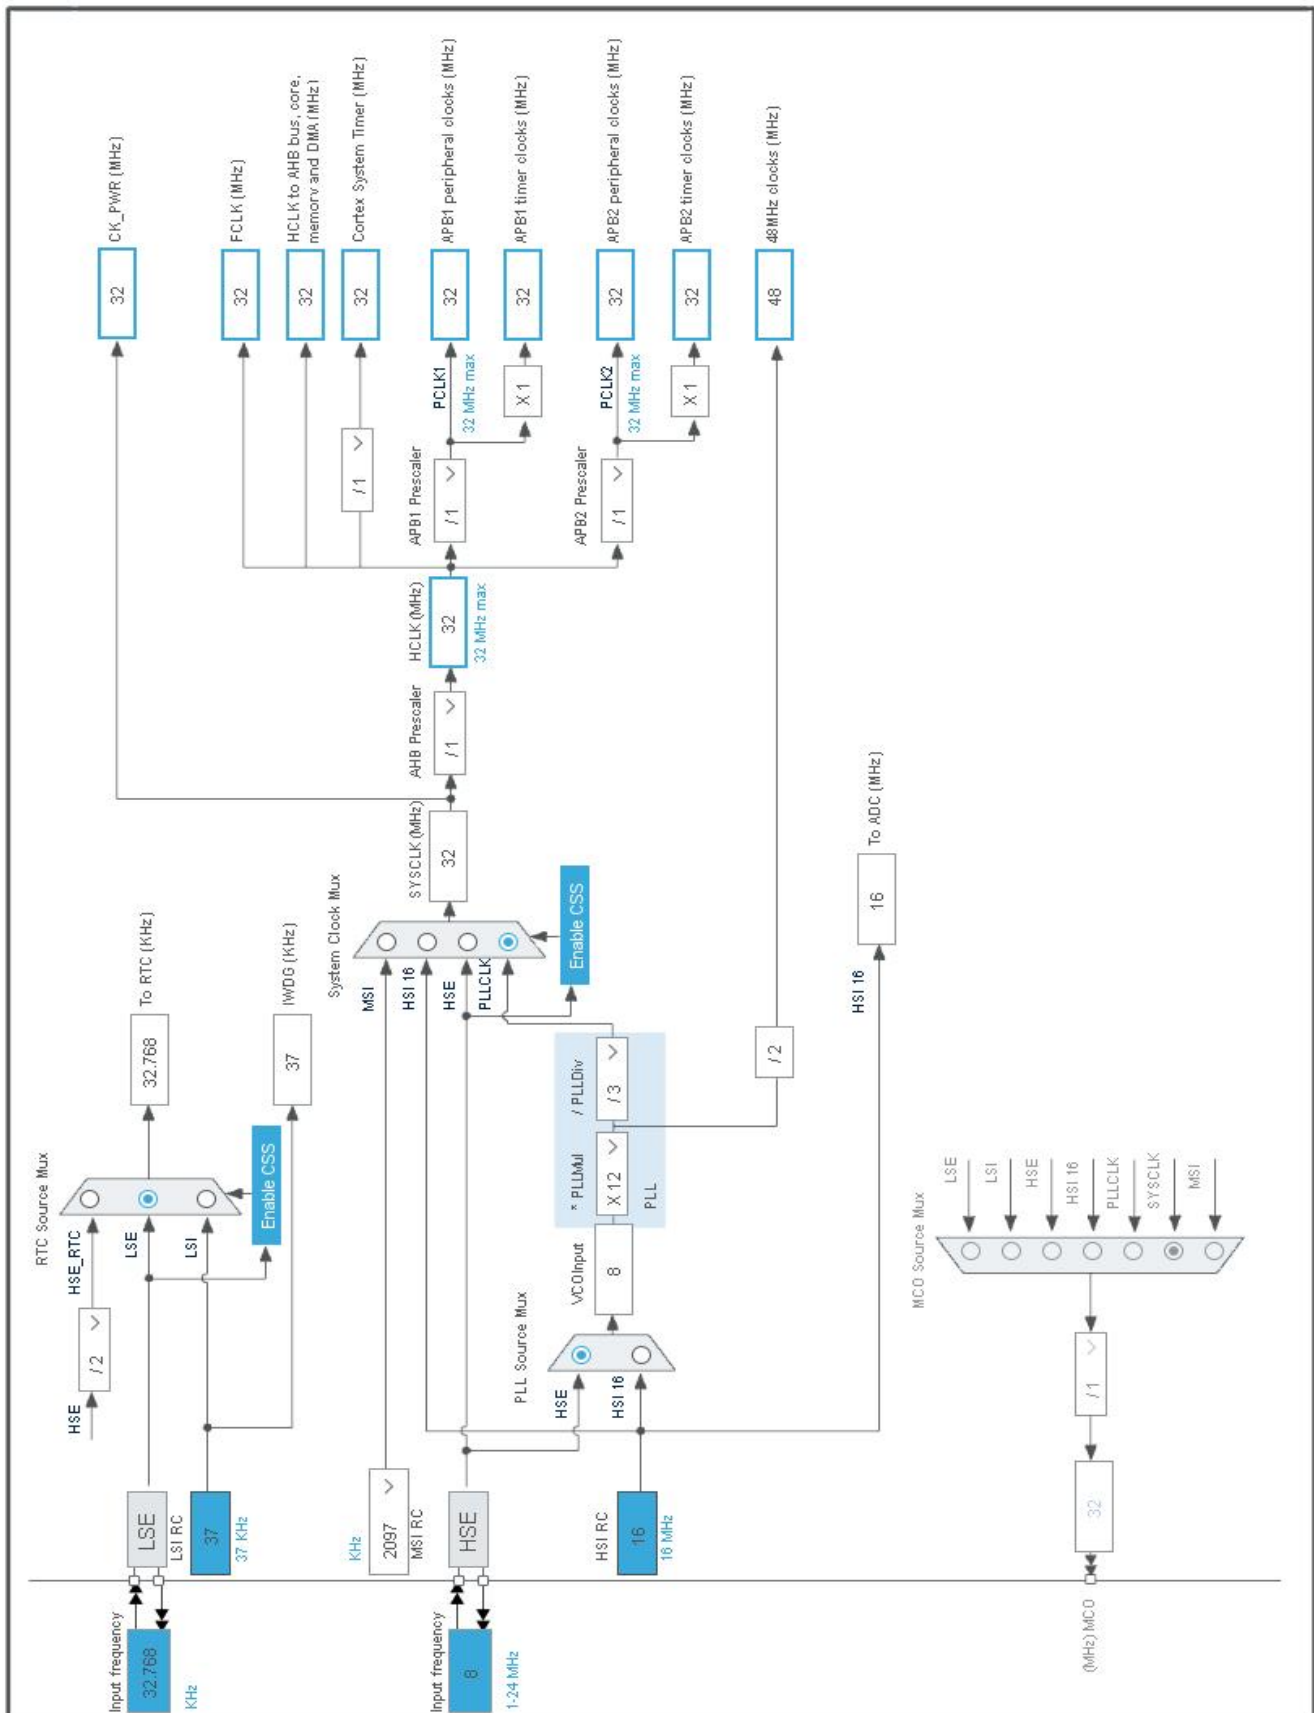 Input frequency
32.768
KHz
LSE
LSI RC
37
37 KHz
HSE
/ 2
HSE_RTC
LSE
LSI
RTC Source Mux
Enable CSS
32.768
To RTC (KHz)
37
IWDG (KHz)
Input frequency
8
1-24 MHz
KHz
2097
MSI RC
HSE
HSI RC
16
16 MHz
PLL Source Mux
HSE
HSI 16
VCOInput
8
* PLLMul
X 12
/ PLLDiv
/ 3
PLL
/ 2
System Clock Mux
MSI
HSI 16
HSE
PLLCLK
Enable CSS
SYSCLK (MHz)
32
AHB Prescaler
/ 1
HCLK (MHz)
32
32 MHz max
/ 1
APB1 Prescaler
/ 1
PCLK1
32 MHz max
X 1
APB2 Prescaler
/ 1
PCLK2
32 MHz max
X 1
32
CK_PWR (MHz)
32
FCLK (MHz)
32
HCLK to AHB bus, core,
memory and DMA (MHz)
32
Cortex System Timer (MHz)
32
APB1 peripheral clocks (MHz)
32
APB1 timer clocks (MHz)
32
APB2 peripheral clocks (MHz)
32
APB2 timer clocks (MHz)
48
48MHz clocks (MHz)
HSI 16
16
To ADC (MHz)
(MHz) MCO
32
/ 1
MCO Source Mux
LSE
LSI
HSE
HSI 16
PLLCLK
SYSCLK
MSI